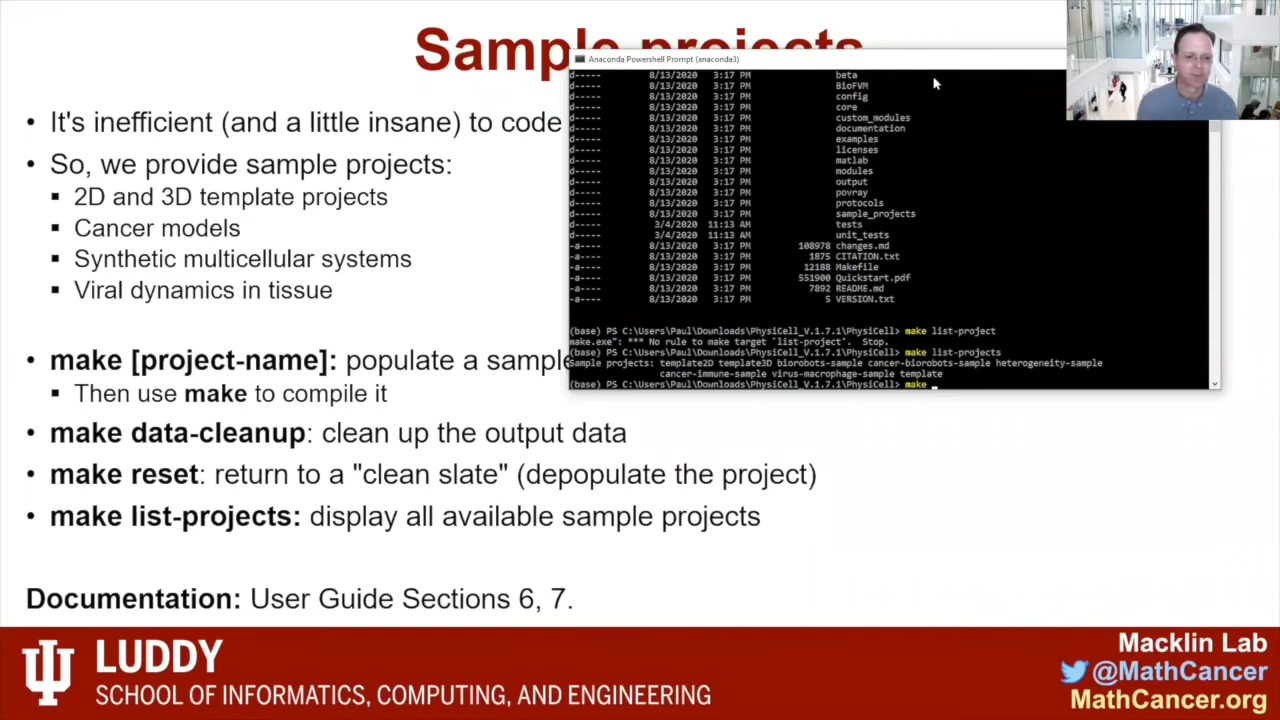 Sample projects
• It's inefficient (and a little insane) to code
• So, we provide sample projects:
▪ 2D and 3D template projects
▪ Cancer models
▪ Synthetic multicellular systems
▪ Viral dynamics in tissue
• make [project-name]: populate a sample
▪ Then use make to compile it
• make data-cleanup: clean up the output data
• make reset: return to a "clean slate" (depopulate the project)
• make list-projects: display all available sample projects
Documentation: User Guide Sections 6, 7.
Anaconda Powershell Prompt (anaconda3)
d----- 8/13/2020 3:17 PM beta
d----- 8/13/2020 3:17 PM BioFVM
d----- 8/13/2020 3:17 PM config
d----- 8/13/2020 3:17 PM core
d----- 8/13/2020 3:17 PM custom_modules
d----- 8/13/2020 3:17 PM documentation
d----- 8/13/2020 3:17 PM examples
d----- 8/13/2020 3:17 PM licenses
d----- 8/13/2020 3:17 PM matlab
d----- 8/13/2020 3:17 PM modules
d----- 8/13/2020 3:17 PM output
d----- 8/13/2020 3:17 PM povray
d----- 8/13/2020 3:17 PM protocols
d----- 8/13/2020 3:17 PM sample_projects
d----- 3/4/2020 11:13 AM tests
d----- 3/4/2020 11:13 AM unit_tests
-a---- 8/13/2020 3:17 PM 108978 changes.md
-a---- 8/13/2020 3:17 PM 1875 CITATION.txt
-a---- 8/13/2020 3:17 PM 12188 Makefile
-a---- 8/13/2020 3:17 PM 551900 Quickstart.pdf
-a---- 8/13/2020 3:17 PM 7892 README.md
-a---- 8/13/2020 3:17 PM 5 VERSION.txt
(base) PS C:\Users\Paul\Downloads\PhysiCell_V.1.7.1\PhysiCell> make list-project
make.exe": *** No rule to make target `list-project'. Stop.
(base) PS C:\Users\Paul\Downloads\PhysiCell_V.1.7.1\PhysiCell> make list-projects
Sample projects: template2D template3D biorobots-sample cancer-biorobots-sample heterogeneity-sample
cancer-immune-sample virus-macrophage-sample template
(base) PS C:\Users\Paul\Downloads\PhysiCell_V.1.7.1\PhysiCell> make _
LUDDY
SCHOOL OF INFORMATICS, COMPUTING, AND ENGINEERING
Macklin Lab
@MathCancer
MathCancer.org